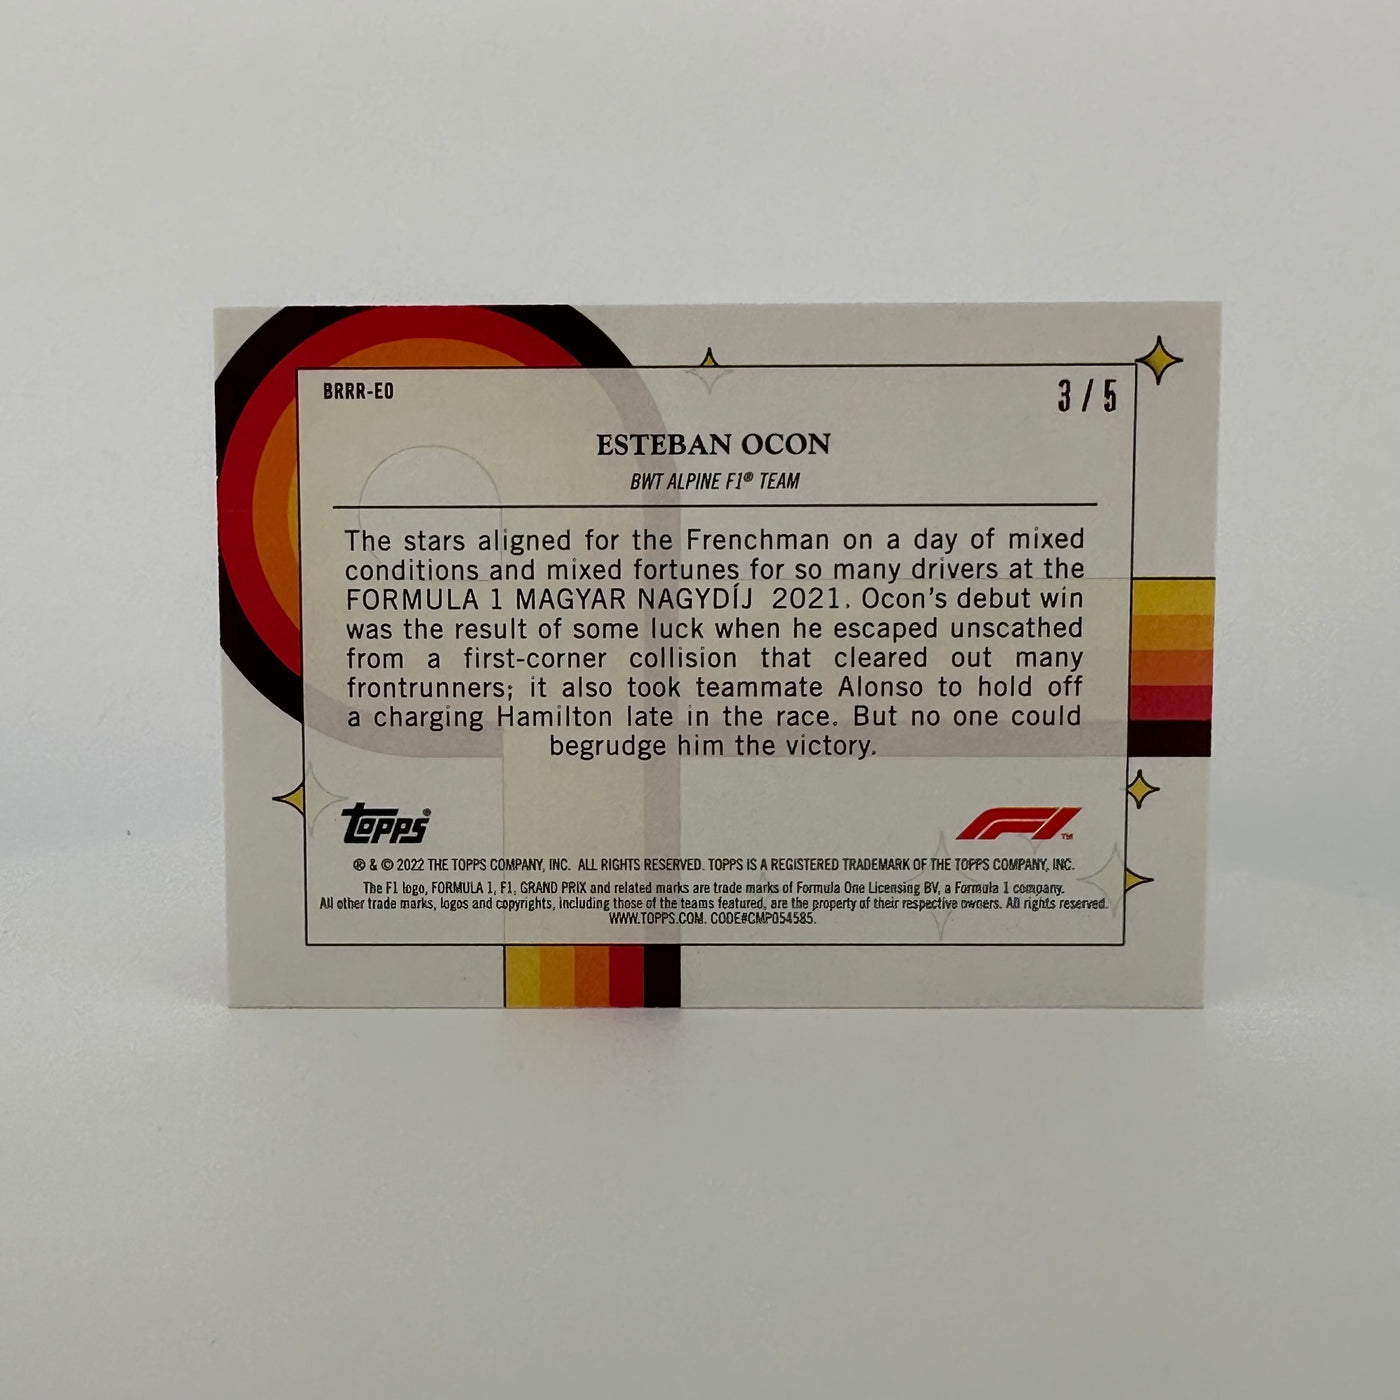 BRRR-EO
3 / 5
ESTEBAN OCON
BWT ALPINE F1® TEAM
The stars aligned for the Frenchman on a day of mixed
conditions and mixed fortunes for so many drivers at the
FORMULA 1 MAGYAR NAGYDÍJ 2021. Ocon's debut win
was the result of some luck when he escaped unscathed
from a first-corner collision that cleared out many
frontrunners; it also took teammate Alonso to hold off
a charging Hamilton late in the race. But no one could
begrudge him the victory.
topps®
F1™
® & © 2022 THE TOPPS COMPANY, INC. ALL RIGHTS RESERVED. TOPPS IS A REGISTERED TRADEMARK OF THE TOPPS COMPANY, INC.
The F1 logo, FORMULA 1, F1, GRAND PRIX and related marks are trade marks of Formula One Licensing BV, a Formula 1 company.
All other trade marks, logos and copyrights, including those of the teams featured, are the property of their respective owners. All rights reserved.
WWW.TOPPS.COM. CODE#CMP054585.